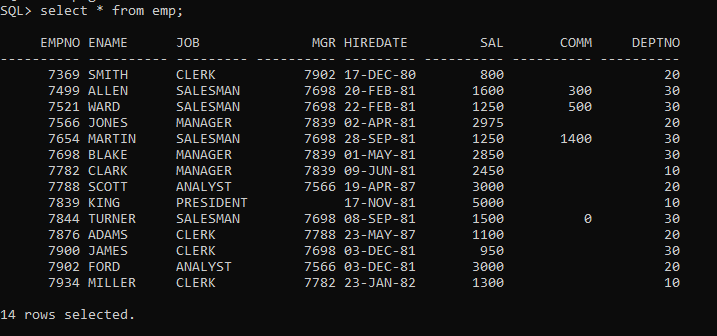 SQL> select * from emp;
     EMPNO ENAME      JOB              MGR HIREDATE         SAL       COMM     DEPTNO
---------- ---------- --------- ---------- --------- ---------- ---------- ----------
      7369 SMITH      CLERK           7902 17-DEC-80        800                    20
      7499 ALLEN      SALESMAN        7698 20-FEB-81       1600        300         30
      7521 WARD       SALESMAN        7698 22-FEB-81       1250        500         30
      7566 JONES      MANAGER         7839 02-APR-81       2975                    20
      7654 MARTIN     SALESMAN        7698 28-SEP-81       1250       1400         30
      7698 BLAKE      MANAGER         7839 01-MAY-81       2850                    30
      7782 CLARK      MANAGER         7839 09-JUN-81       2450                    10
      7788 SCOTT      ANALYST         7566 19-APR-87       3000                    20
      7839 KING       PRESIDENT            17-NOV-81       5000                    10
      7844 TURNER     SALESMAN        7698 08-SEP-81       1500          0         30
      7876 ADAMS      CLERK           7788 23-MAY-87       1100                    20
      7900 JAMES      CLERK           7698 03-DEC-81        950                    30
      7902 FORD       ANALYST         7566 03-DEC-81       3000                    20
      7934 MILLER     CLERK           7782 23-JAN-82       1300                    10
14 rows selected.